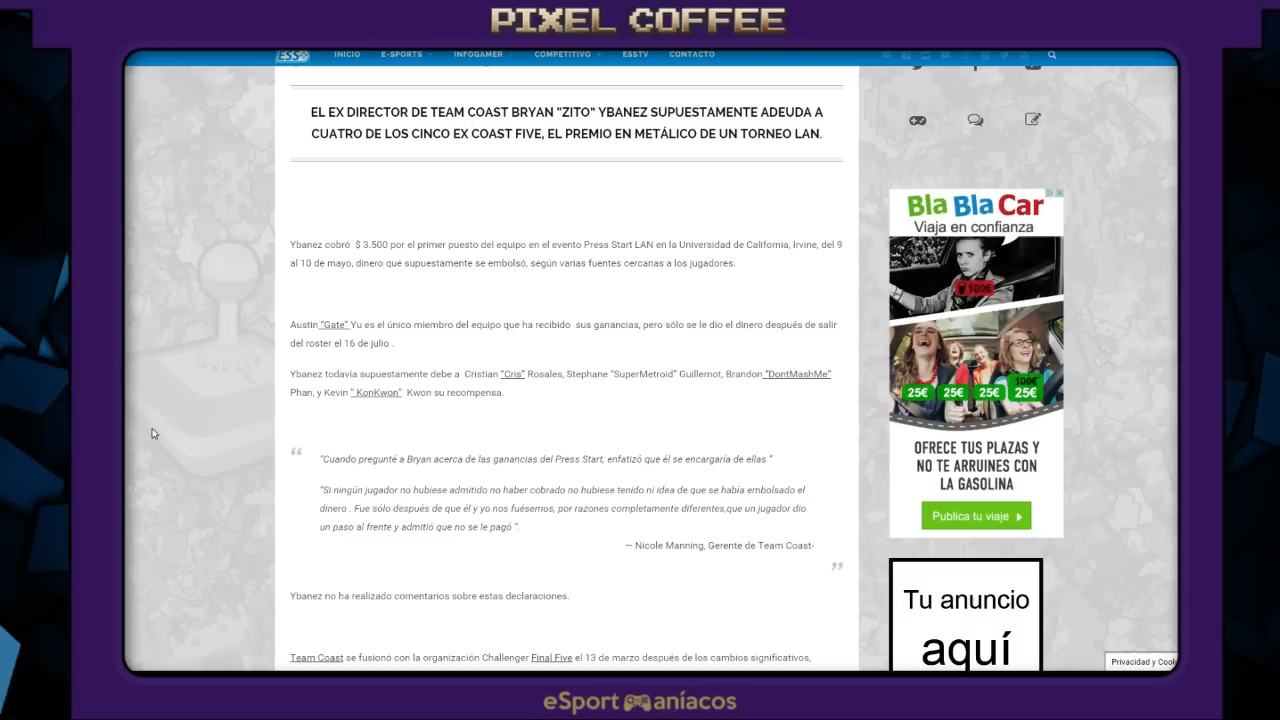 PIXEL COFFEE
ESS
INICIO
E-SPORTS
INFOGAMER
COMPETITIVO
ESSTV
CONTACTO
EL EX DIRECTOR DE TEAM COAST BRYAN "ZITO" YBANEZ SUPUESTAMENTE ADEUDA A
CUATRO DE LOS CINCO EX COAST FIVE, EL PREMIO EN METÁLICO DE UN TORNEO LAN.
Ybanez cobró $ 3.500 por el primer puesto del equipo en el evento Press Start LAN en la Universidad de California, Irvine, del 9
al 10 de mayo, dinero que supuestamente se embolsó, según varias fuentes cercanas a los jugadores.
Austin "Gate" Yu es el único miembro del equipo que ha recibido sus ganancias, pero sólo se le dio el dinero después de salir
del roster el 16 de julio .
Ybanez todavía supuestamente debe a Cristian "Cris" Rosales, Stephane "SuperMetroid" Guillemot, Brandon "DontMashMe"
Phan, y Kevin " KonKwon" Kwon su recompensa.
“
"Cuando pregunté a Bryan acerca de las ganancias del Press Start, enfatizó que él se encargaría de ellas "
"Si ningún jugador no hubiese admitido no haber cobrado no hubiese tenido ni idea de que se había embolsado el
dinero . Fue sólo después de que él y yo nos fuésemos, por razones completamente diferentes,que un jugador dio
un paso al frente y admitió que no se le pagó ".
— Nicole Manning, Gerente de Team Coast-
”
Ybanez no ha realizado comentarios sobre estas declaraciones.
Team Coast se fusionó con la organización Challenger Final Five el 13 de marzo después de los cambios significativos,
Bla Bla Car
Viaja en confianza
100€
100€
25€ 25€ 25€ 25€
OFRECE TUS PLAZAS Y
NO TE ARRUINES CON
LA GASOLINA
Publica tu viaje
Tu anuncio
aquí
Privacidad y Cook
eSport maníacos